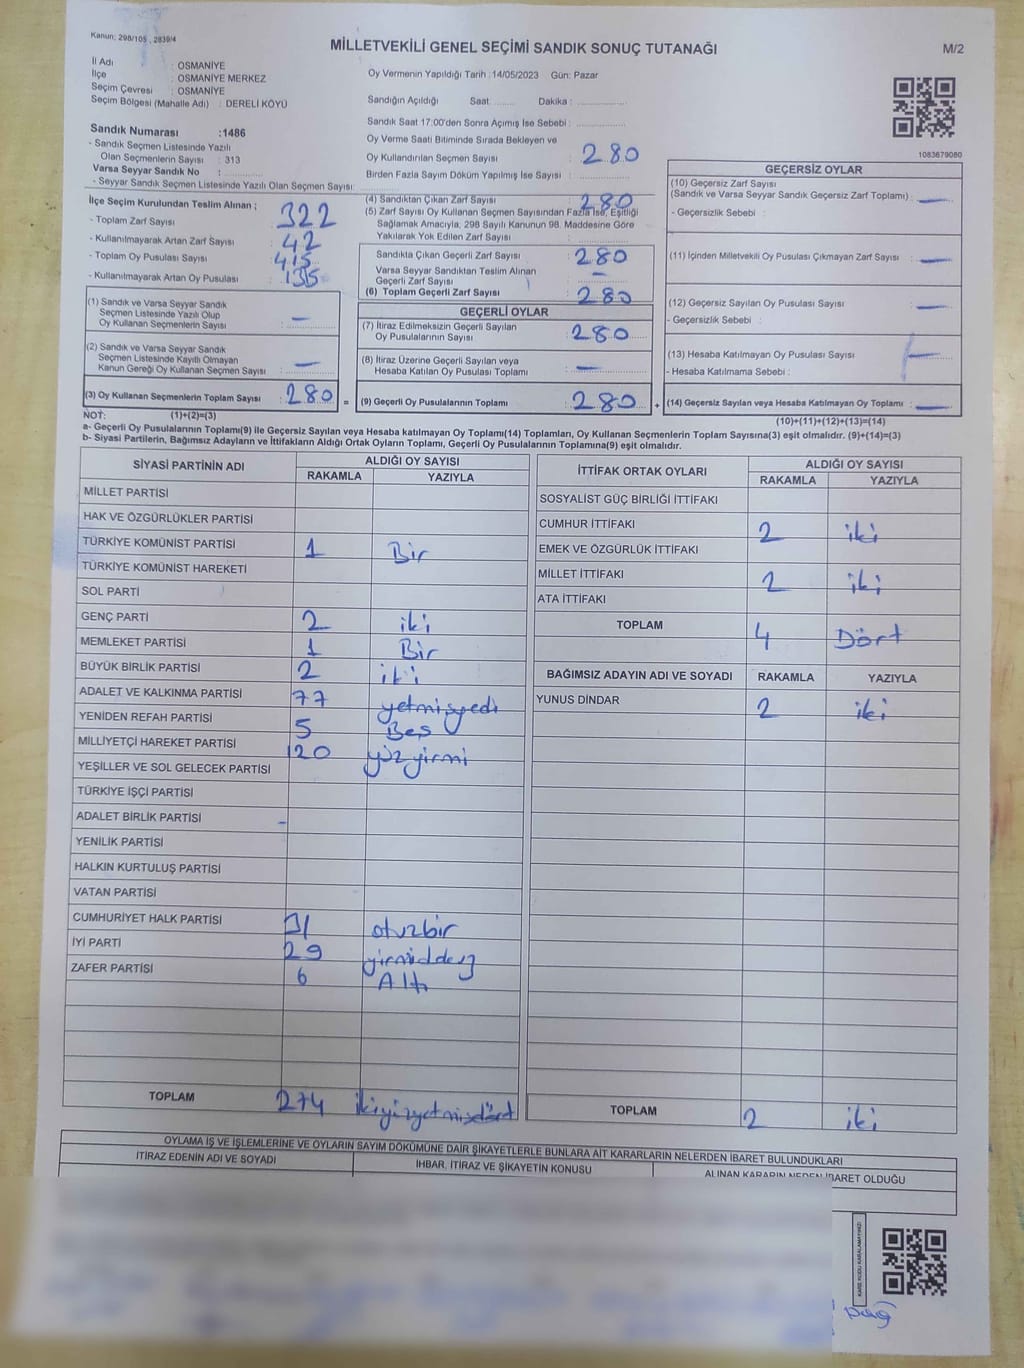 Kanun: 298/105 , 2839/4
MİLLETVEKİLİ GENEL SEÇİMİ SANDIK SONUÇ TUTANAĞI
M/2
İl Adı : OSMANİYE
İlçe : OSMANİYE MERKEZ
Seçim Çevresi : OSMANİYE
Seçim Bölgesi (Mahalle Adı) : DERELİ KÖYÜ
Oy Vermenin Yapıldığı Tarih :14/05/2023 Gün: Pazar
Sandığın Açıldığı Saat: ........ Dakika : ..............
Sandık Saat 17:00'den Sonra Açımış İse Sebebi : ..............
Oy Verme Saati Bitiminde Sırada Bekleyen ve
Oy Kullandırılan Seçmen Sayısı : 280
Birden Fazla Sayım Döküm Yapılmış İse Sayısı : ..............
1083679080
Sandık Numarası :1486
- Sandık Seçmen Listesinde Yazılı
Olan Seçmenlerin Sayısı : 313
Varsa Seyyar Sandık No : ..............
- Seyyar Sandık Seçmen Listesinde Yazılı Olan Seçmen Sayısı: ..............
İlçe Seçim Kurulundan Teslim Alınan ;
- Toplam Zarf Sayısı : 322
- Kullanılmayarak Artan Zarf Sayısı : 42
- Toplam Oy Pusulası Sayısı : 415
- Kullanılmayarak Artan Oy Pusulası : 135
(1) Sandık ve Varsa Seyyar Sandık
Seçmen Listesinde Yazılı Olup
Oy Kullanan Seçmenlerin Sayısı : —
(2) Sandık ve Varsa Seyyar Sandık
Seçmen Listesinde Kayıtlı Olmayan
Kanun Gereği Oy Kullanan Seçmen Sayısı : —
(3) Oy Kullanan Seçmenlerin Toplam Sayısı : 280 =
(4) Sandıktan Çıkan Zarf Sayısı : 280
(5) Zarf Sayısı Oy Kullanan Seçmen Sayısından Fazla İse, Eşitliği
Sağlamak Amacıyla, 298 Sayılı Kanunun 98. Maddesine Göre
Yakılarak Yok Edilen Zarf Sayısı : ..............
Sandıkta Çıkan Geçerli Zarf Sayısı : 280
Varsa Seyyar Sandıktan Teslim Alınan
Geçerli Zarf Sayısı : —
(6) Toplam Geçerli Zarf Sayısı : 280
GEÇERLİ OYLAR
(7) İtiraz Edilmeksizin Geçerli Sayılan
Oy Pusulalarının Sayısı : 280
(8) İtiraz Üzerine Geçerli Sayılan veya
Hesaba Katılan Oy Pusulası Toplamı : —
(9) Geçerli Oy Pusulalarının Toplamı : 280 +
GEÇERSİZ OYLAR
(10) Geçersiz Zarf Sayısı
(Sandık ve Varsa Seyyar Sandık Geçersiz Zarf Toplamı) : —
- Geçersizlik Sebebi :
(11) İçinden Milletvekili Oy Pusulası Çıkmayan Zarf Sayısı : —
(12) Geçersiz Sayılan Oy Pusulası Sayısı : —
- Geçersizlik Sebebi :
(13) Hesaba Katılmayan Oy Pusulası Sayısı : —
- Hesaba Katılmama Sebebi :
(14) Geçersiz Sayılan veya Hesaba Katılmayan Oy Toplamı : —
NOT: (1)+(2)=(3)
(10)+(11)+(12)+(13)=(14)
a- Geçerli Oy Pusulalarının Toplamı(9) ile Geçersiz Sayılan veya Hesaba Katılmayan Oy Toplamı(14) Toplamları, Oy Kullanan Seçmenlerin Toplam Sayısına(3) eşit olmalıdır. (9)+(14)=(3)
b- Siyasi Partilerin, Bağımsız Adayların ve İttifakların Aldığı Ortak Oyların Toplamı, Geçerli Oy Pusulalarının Toplamına(9) eşit olmalıdır.
SİYASİ PARTİNİN ADI
ALDIĞI OY SAYISI
RAKAMLA YAZIYLA
MİLLET PARTİSİ
HAK VE ÖZGÜRLÜKLER PARTİSİ
TÜRKİYE KOMÜNİST PARTİSİ 1 Bir
TÜRKİYE KOMÜNİST HAREKETİ
SOL PARTİ
GENÇ PARTİ 2 iki
MEMLEKET PARTİSİ 1 Bir
BÜYÜK BİRLİK PARTİSİ 2 iki
ADALET VE KALKINMA PARTİSİ 77 yetmişyedi
YENİDEN REFAH PARTİSİ 5 Beş
MİLLİYETÇİ HAREKET PARTİSİ 120 yüzyirmi
YEŞİLLER VE SOL GELECEK PARTİSİ
TÜRKİYE İŞÇİ PARTİSİ
ADALET BİRLİK PARTİSİ
YENİLİK PARTİSİ
HALKIN KURTULUŞ PARTİSİ
VATAN PARTİSİ
CUMHURİYET HALK PARTİSİ 31 otuzbir
İYİ PARTİ 29
ZAFER PARTİSİ 6 Altı
TOPLAM 274 ikiyüzyetmişdört
İTTİFAK ORTAK OYLARI
ALDIĞI OY SAYISI
RAKAMLA YAZIYLA
SOSYALİST GÜÇ BİRLİĞİ İTTİFAKI
CUMHUR İTTİFAKI 2 iki
EMEK VE ÖZGÜRLÜK İTTİFAKI
MİLLET İTTİFAKI 2 iki
ATA İTTİFAKI
TOPLAM 4 Dört
BAĞIMSIZ ADAYIN ADI VE SOYADI RAKAMLA YAZIYLA
YUNUS DİNDAR 2 iki
TOPLAM 2 iki
OYLAMA İŞ VE İŞLEMLERİNE VE OYLARIN SAYIM DÖKÜMÜNE DAİR ŞİKAYETLERLE BUNLARA AİT KARARLARIN NELERDEN İBARET BULUNDUKLARI
İTİRAZ EDENİN ADI VE SOYADI
İHBAR, İTİRAZ VE ŞİKAYETİN KONUSU
ALINAN KARARIN NEDEN İBARET OLDUĞU
KARE KODU KARALAMAYINIZ!